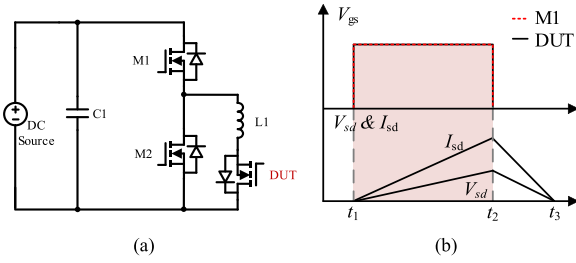 M1
C1
DC
Source
M2
L1
DUT
(a)
V_gs
M1
DUT
V_sd & I_sd
I_sd
V_sd
t_1
t_2
t_3
(b)